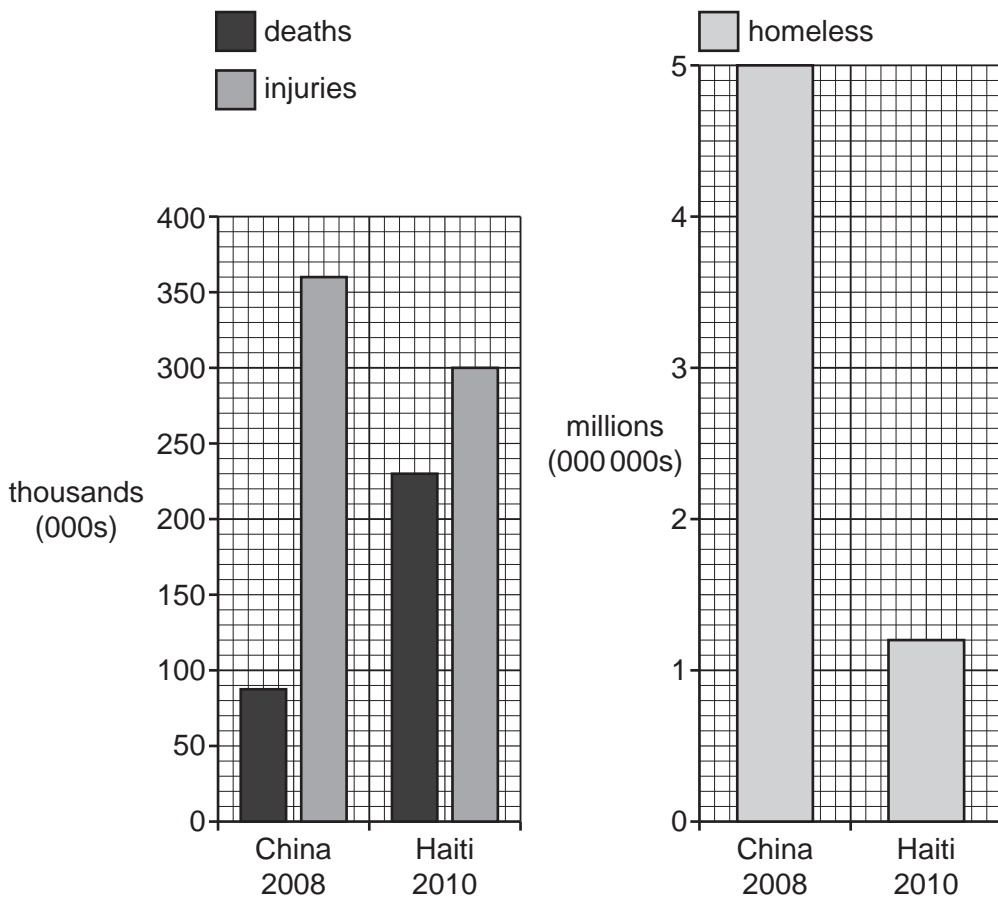 deaths
injuries
homeless
400
350
300
250
200
150
100
50
0
thousands
(000s)
China
2008
Haiti
2010
5
4
3
2
1
0
millions
(000 000s)
China
2008
Haiti
2010